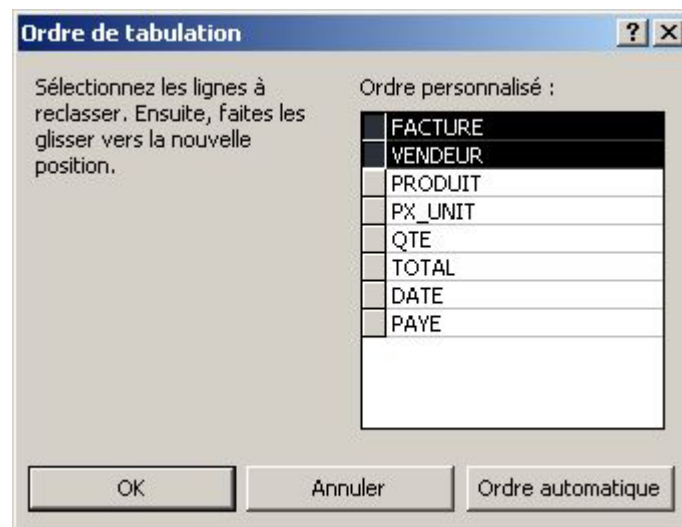 Ordre de tabulation
Sélectionnez les lignes à
reclasser. Ensuite, faites les
glisser vers la nouvelle
position.
Ordre personnalisé :
FACTURE
VENDEUR
PRODUIT
PX_UNIT
QTE
TOTAL
DATE
PAYE
OK
Annuler
Ordre automatique